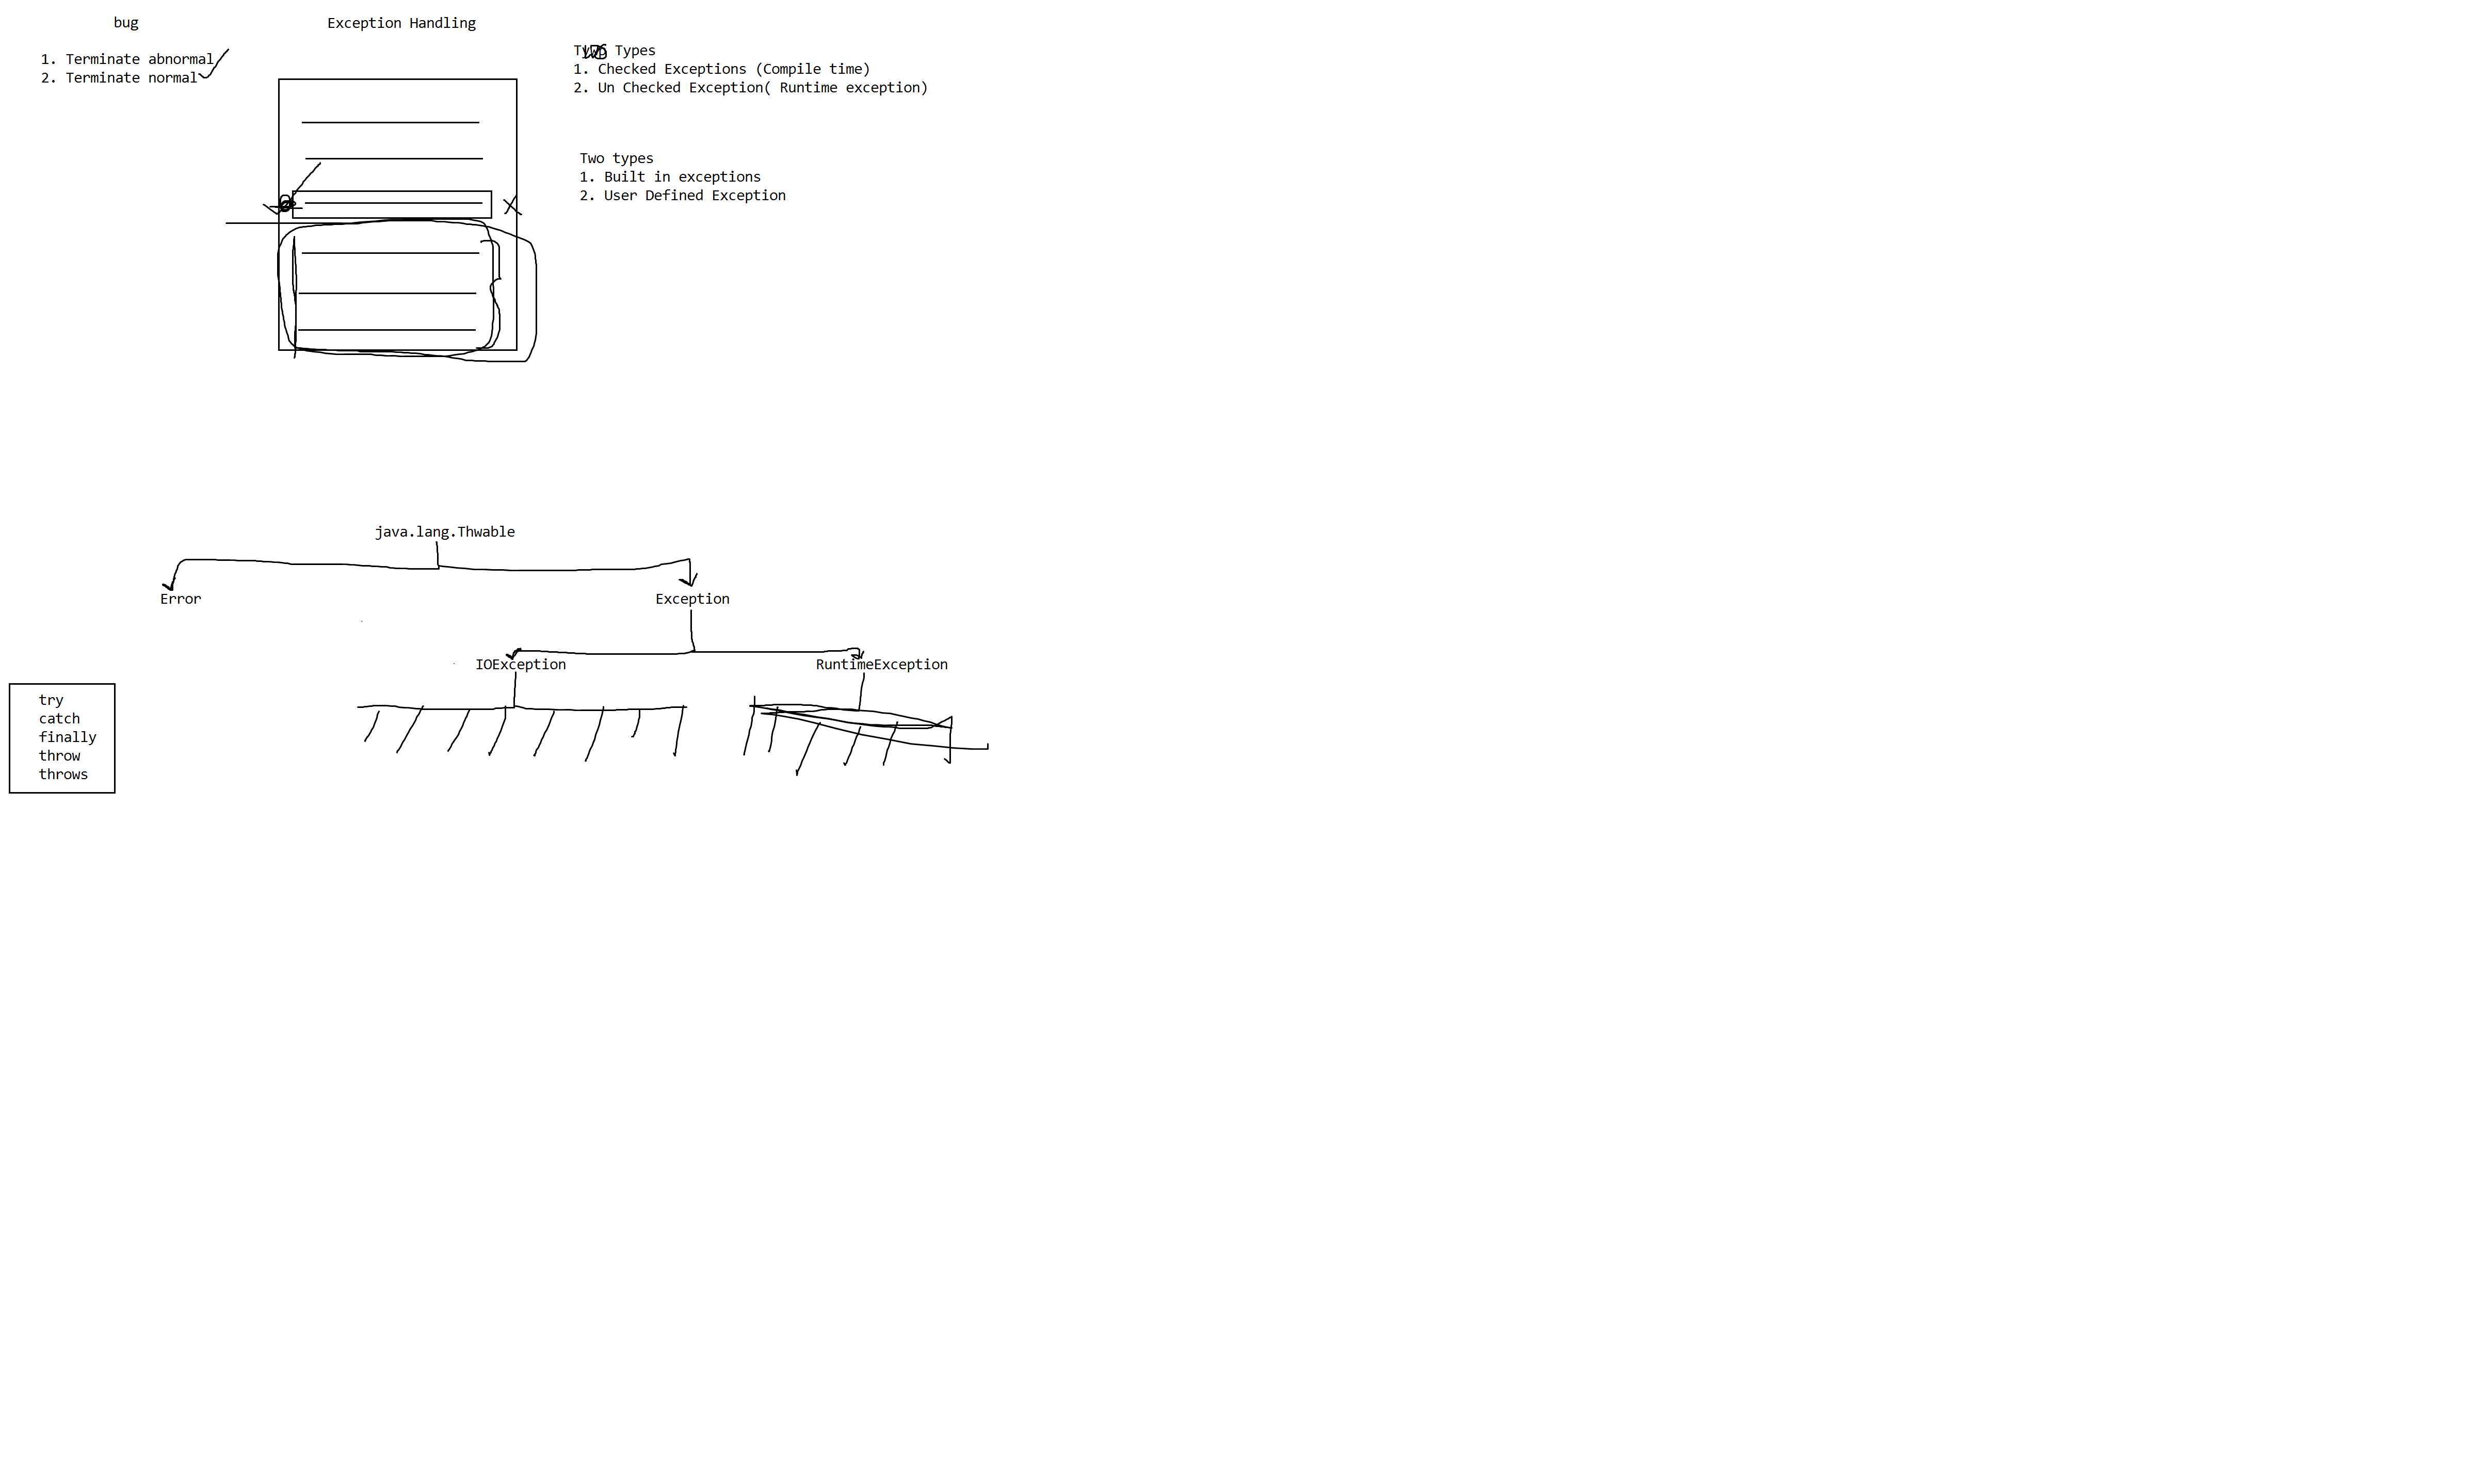 bug
Exception Handling
1. Terminate abnormal
2. Terminate normal
Types
1. Checked Exceptions (Compile time)
2. Un Checked Exception( Runtime exception)
Two types
1. Built in exceptions
2. User Defined Exception
java.lang.Thwable
Error
Exception
IOException
RuntimeException
try
catch
finally
throw
throws